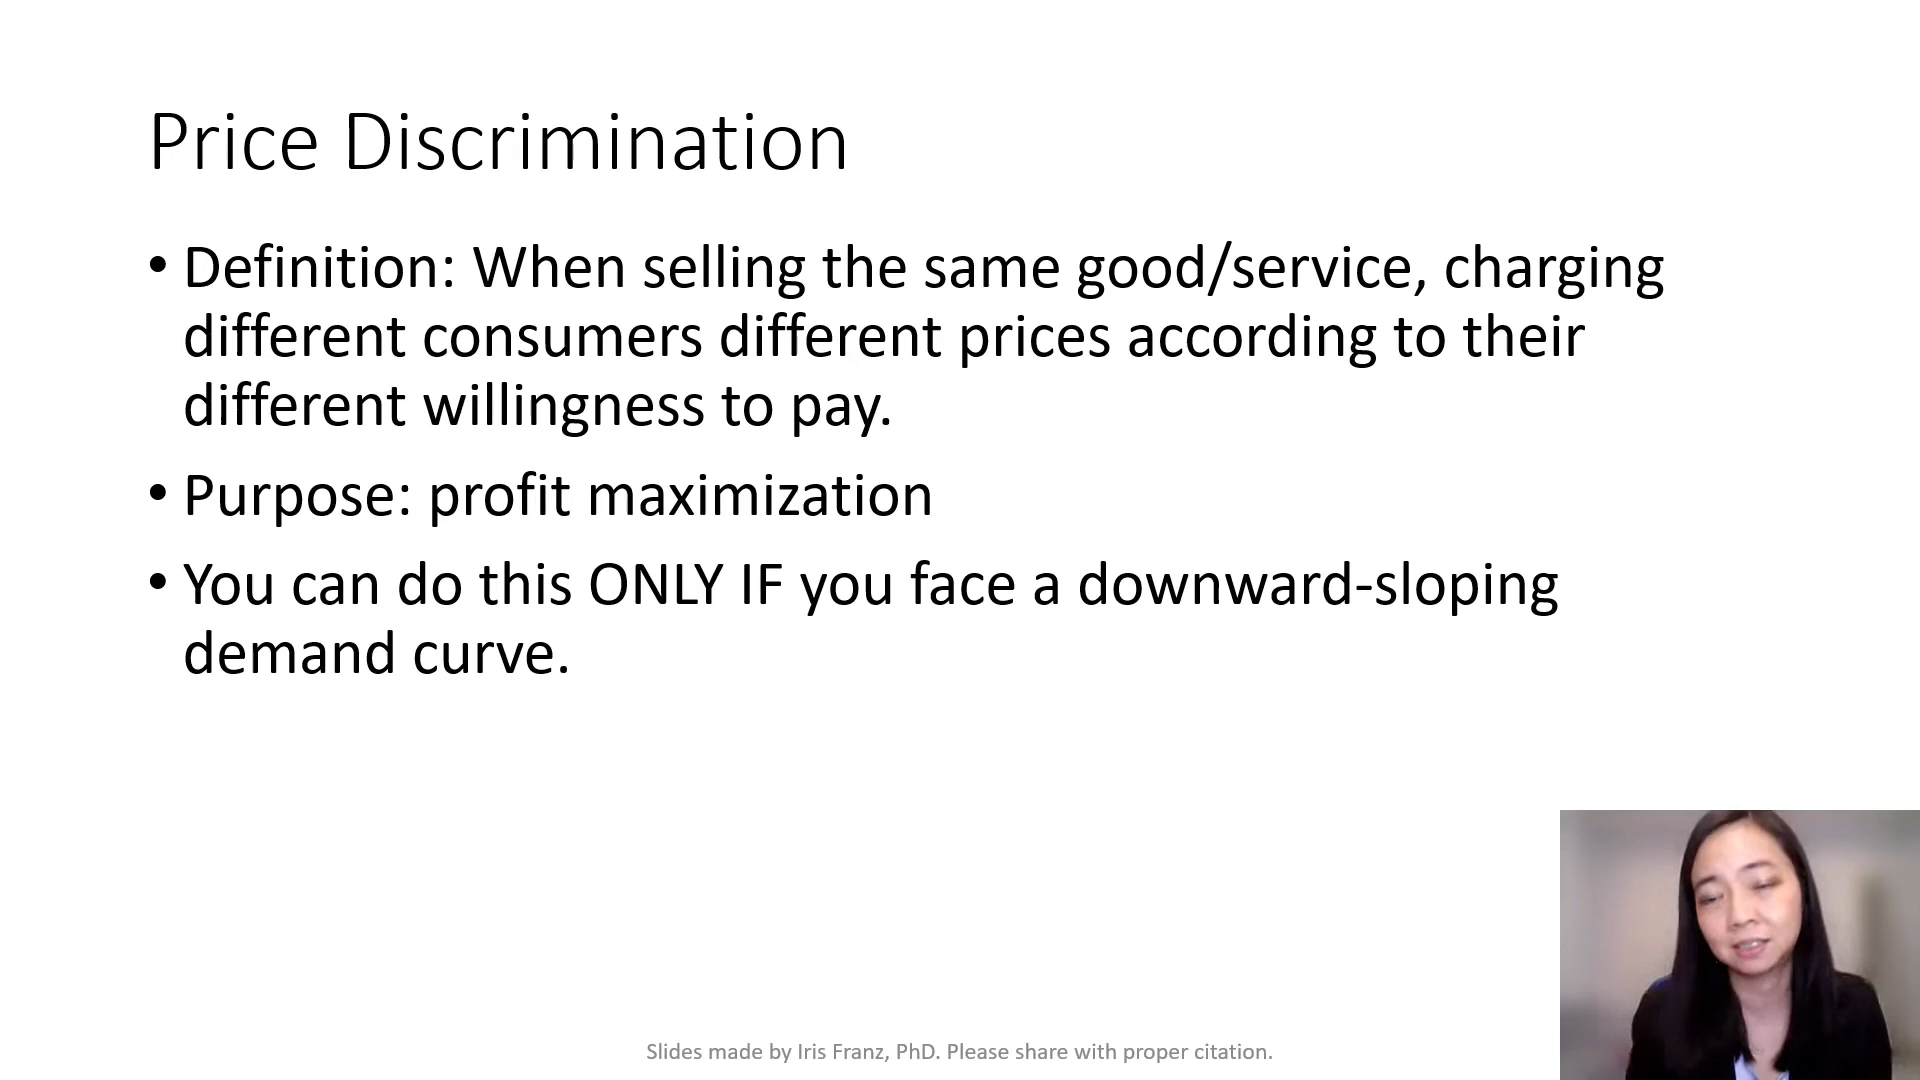 Price Discrimination
• Definition: When selling the same good/service, charging
different consumers different prices according to their
different willingness to pay.
• Purpose: profit maximization
• You can do this ONLY IF you face a downward-sloping
demand curve.
Slides made by Iris Franz, PhD. Please share with proper citation.